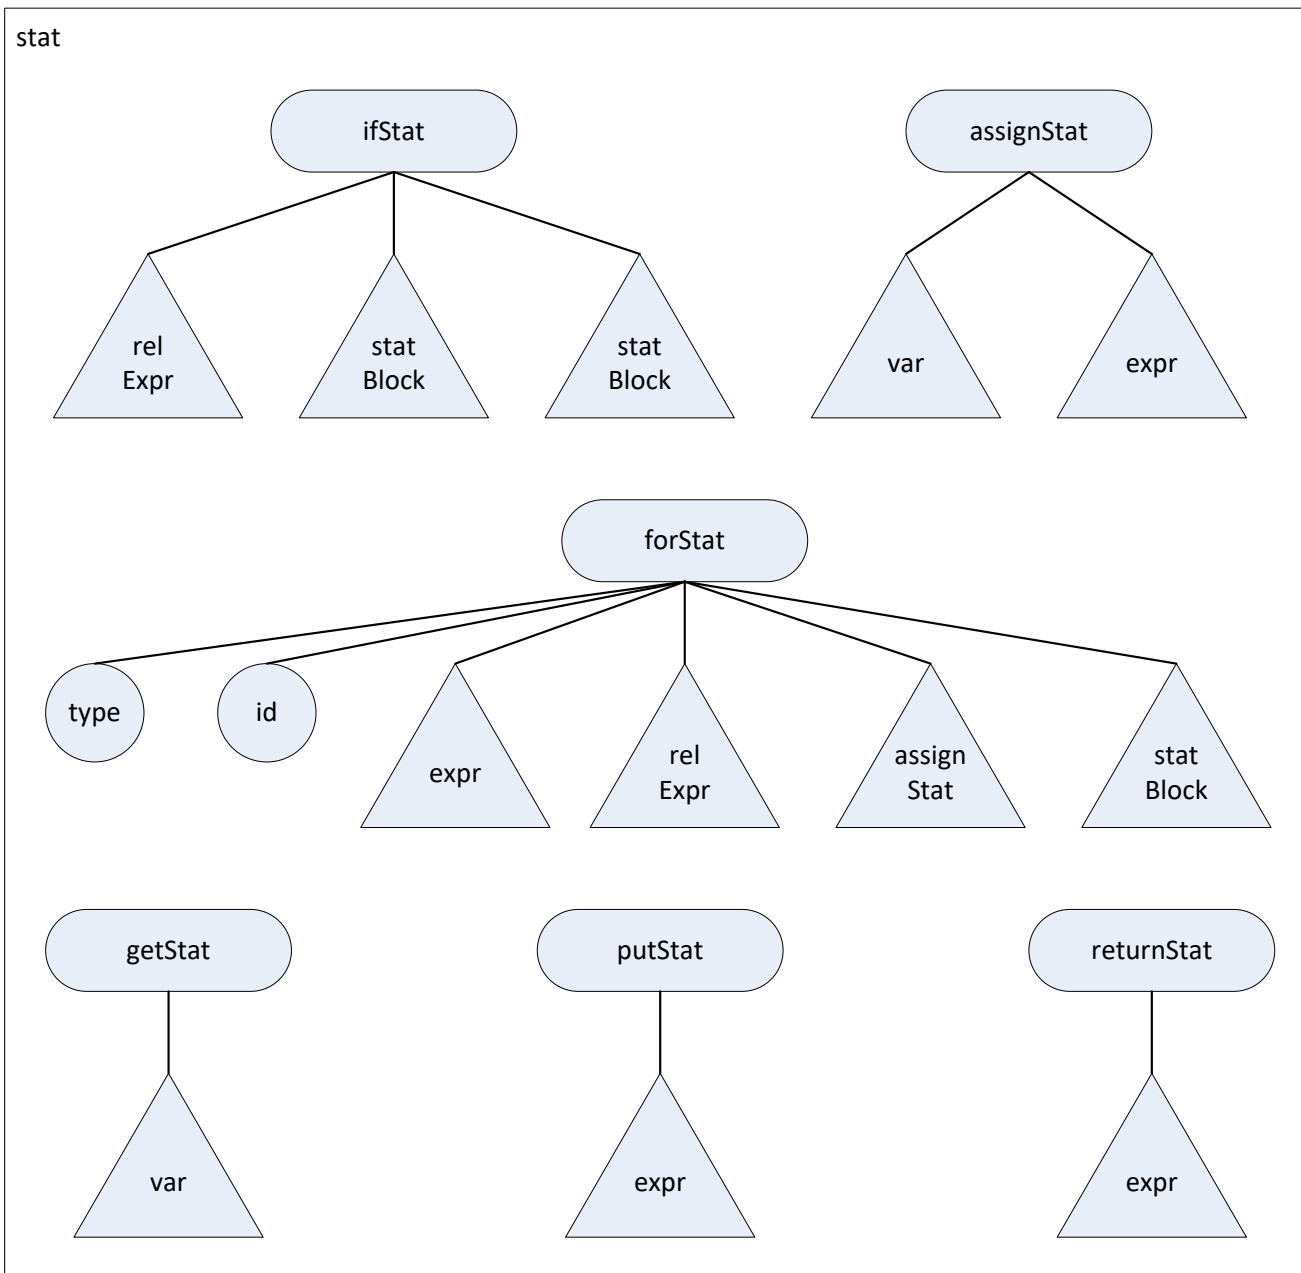 stat
ifStat
assignStat
rel
Expr
stat
Block
stat
Block
var
expr
forStat
type
id
expr
rel
Expr
assign
Stat
stat
Block
getStat
putStat
returnStat
var
expr
expr